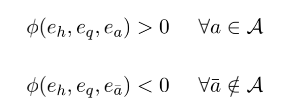 ϕ(e_h, e_q, e_a) > 0 ∀a ∈ 𝒜
ϕ(e_h, e_q, e_ā) < 0 ∀ā ∉ 𝒜